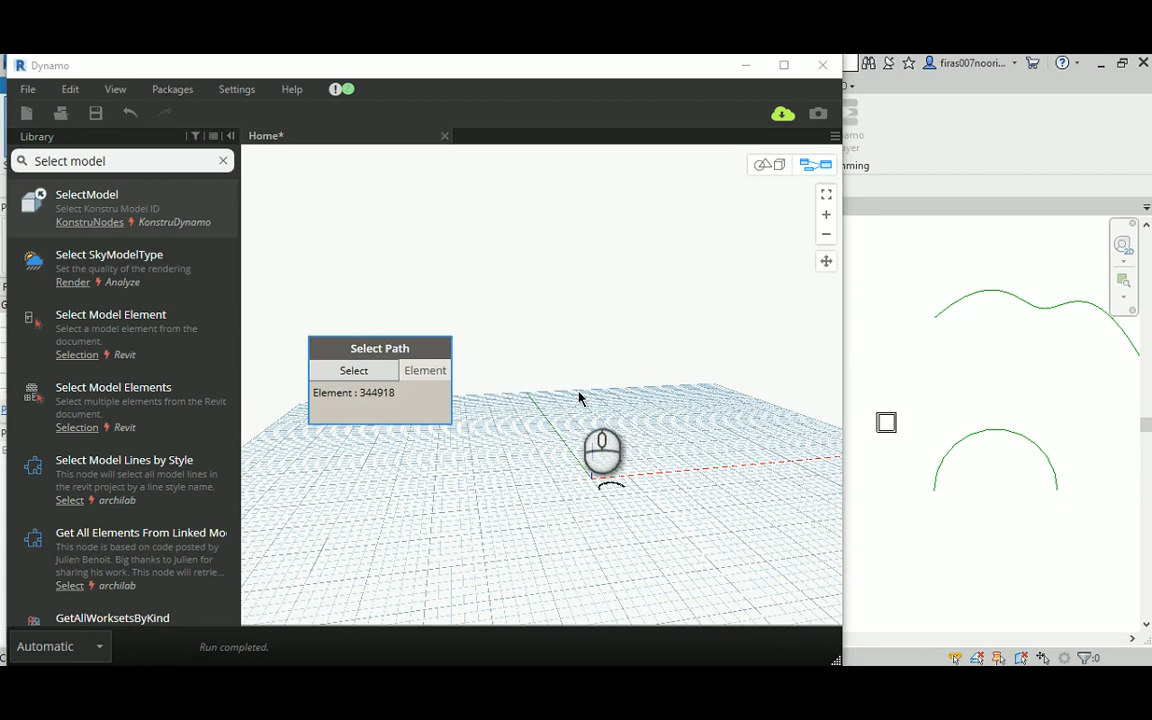 Dynamo
firas007noori...
File Edit View Packages Settings Help
Library
Home*
Select model
SelectModel
Select Konstru Model ID
KonstruNodes KonstruDynamo
Select SkyModelType
Set the quality of the rendering
Render Analyze
Select Model Element
Select a model element from the
document.
Selection Revit
Select Model Elements
Select multiple elements from the Revit
document.
Selection Revit
Select Model Lines by Style
This node will select all model lines in
the revit project by a line style name.
Select archilab
Get All Elements From Linked Mo
This node is based on code posted by
Julien Benoit. Big thanks to Julien for
sharing his work. This node will retrie...
Select archilab
GetAllWorksetsByKind
Select Path
Select Element
Element : 344918
amo
ayer
mming
2D
Automatic
Run completed.
:0